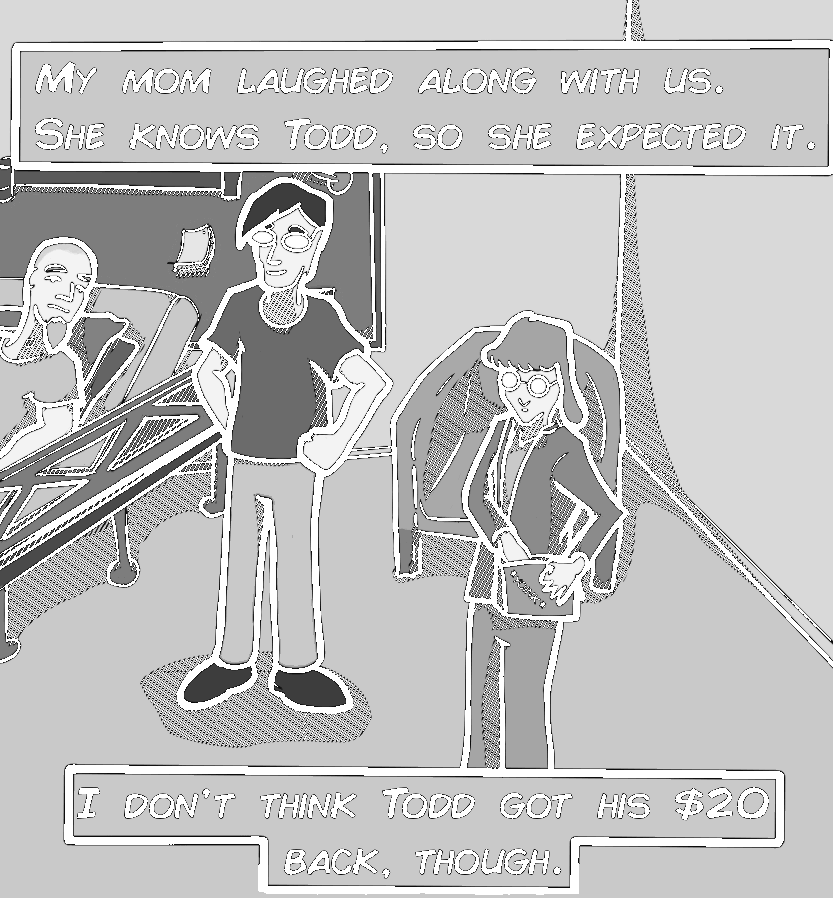 My mom laughed along with us.
She knows Todd, so she expected it.
I don't think Todd got his $20
back, though.